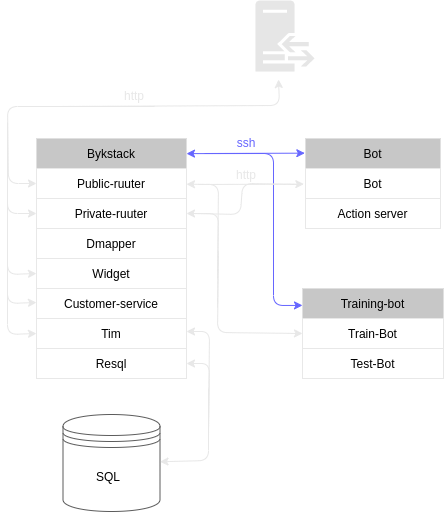 http
Bykstack
ssh
Bot
Public-ruuter
http
Bot
Private-ruuter
Action server
Dmapper
Widget
Customer-service
Training-bot
Tim
Train-Bot
Resql
Test-Bot
SQL